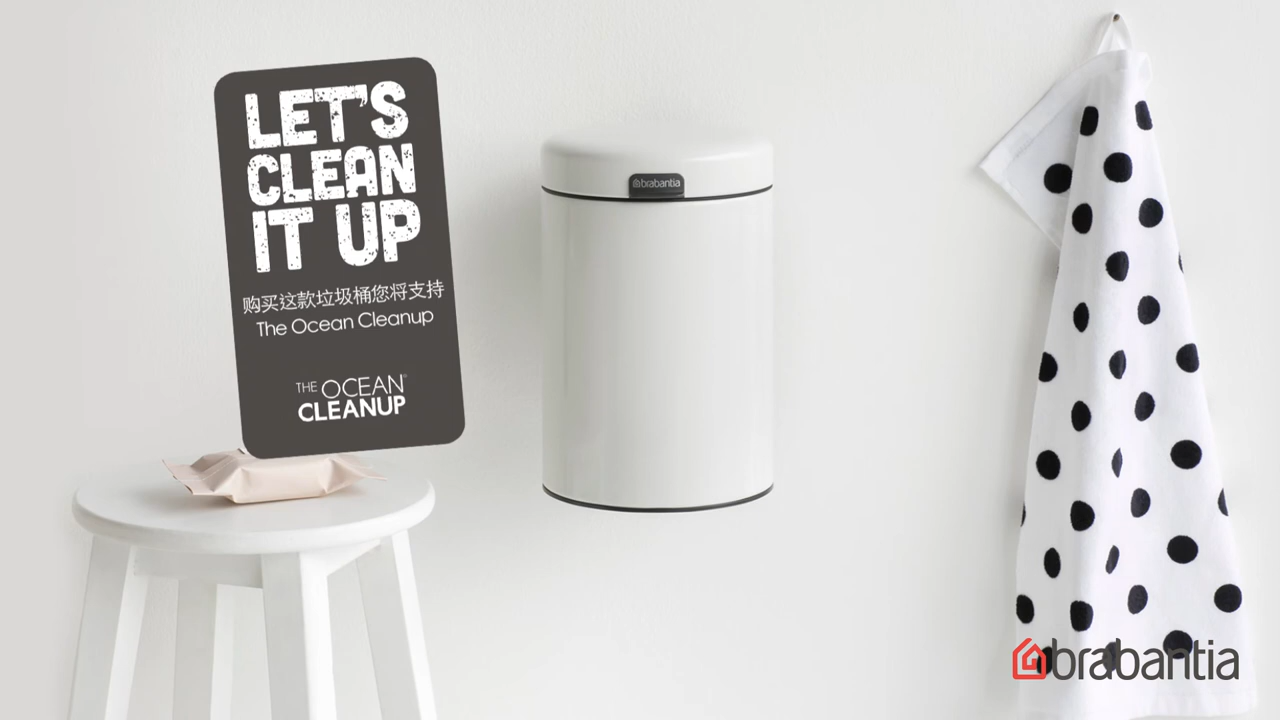 LET'S
CLEAN
IT UP
购买这款垃圾桶您将支持
The Ocean Cleanup
THE OCEAN®
CLEANUP
brabantia
brabantia